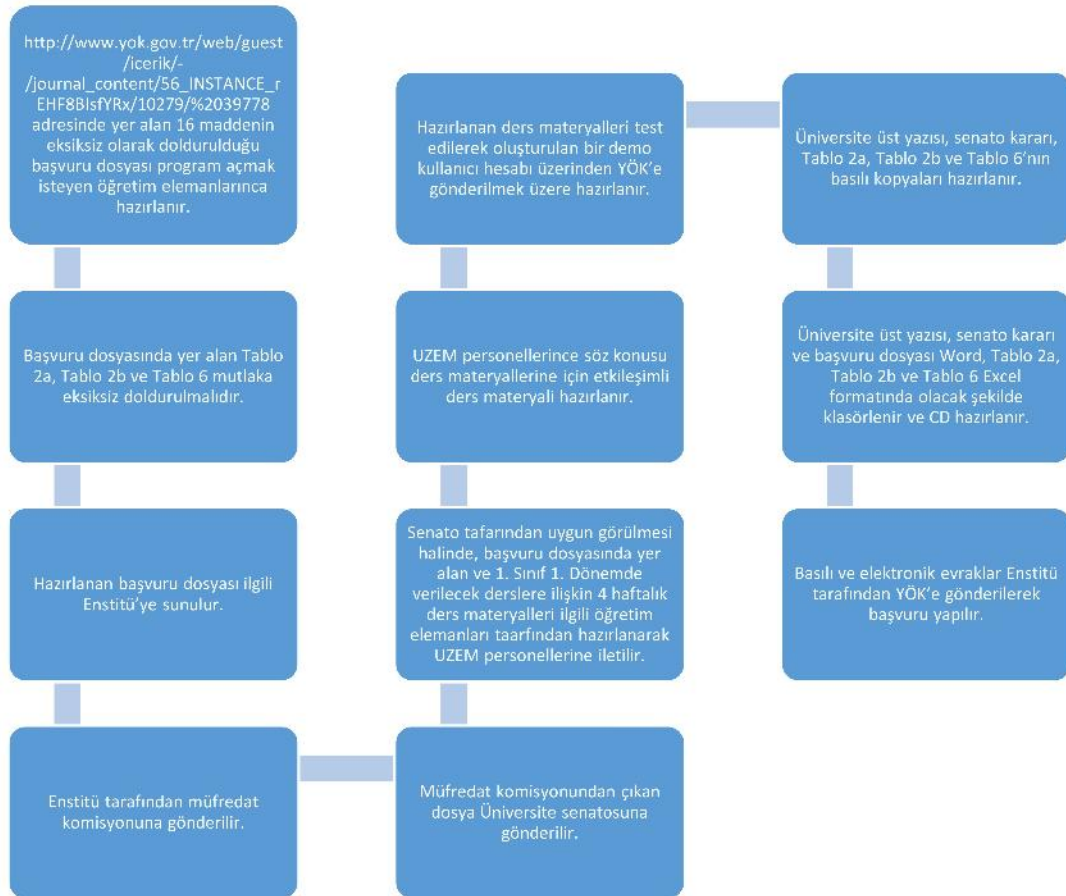 http://www.yok.gov.tr/web/guest
/icerik/-
/journal_content/56_INSTANCE_r
EHF8BIsfYRx/10279/%2039778
adresinde yer alan 16 maddenin
eksiksiz olarak doldurulduğu
başvuru dosyası program açmak
isteyen öğretim elemanlarınca
hazırlanır.
Başvuru dosyasında yer alan Tablo
2a, Tablo 2b ve Tablo 6 mutlaka
eksiksiz doldurulmalıdır.
Hazırlanan başvuru dosyası ilgili
Enstitü’ye sunulur.
Enstitü tarafından müfredat
komisyonuna gönderilir.
Müfredat komisyonundan çıkan
dosya Üniversite senatosuna
gönderilir.
Senato tafarından uygun görülmesi
halinde, başvuru dosyasında yer
alan ve 1. Sınıf 1. Dönemde
verilecek derslere ilişkin 4 haftalık
ders materyalleri ilgili öğretim
elemanları taarfından hazırlanarak
UZEM personellerine iletilir.
UZEM personellerince söz konusu
ders materyallerine için etkileşimli
ders materyali hazırlanır.
Hazırlanan ders materyalleri test
edilerek oluşturulan bir demo
kullanıcı hesabı üzerinden YÖK’e
gönderilmek üzere hazırlanır.
Üniversite üst yazısı, senato kararı,
Tablo 2a, Tablo 2b ve Tablo 6’nın
basılı kopyaları hazırlanır.
Üniversite üst yazısı, senato kararı
ve başvuru dosyası Word, Tablo 2a,
Tablo 2b ve Tablo 6 Excel
formatında olacak şekilde
klasörlenir ve CD hazırlanır.
Basılı ve elektronik evraklar Enstitü
tarafından YÖK’e gönderilerek
başvuru yapılır.